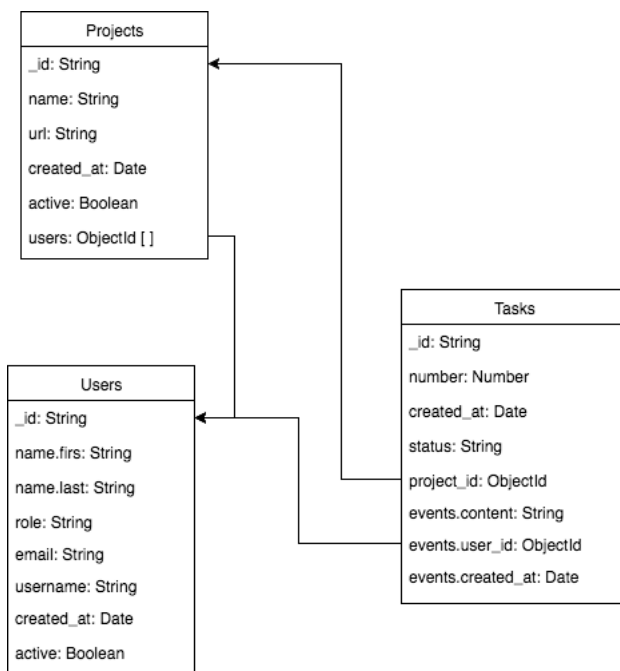 Projects
_id: String
name: String
url: String
created_at: Date
active: Boolean
users: ObjectId [ ]
Users
_id: String
name.firs: String
name.last: String
role: String
email: String
username: String
created_at: Date
active: Boolean
Tasks
_id: String
number: Number
created_at: Date
status: String
project_id: ObjectId
events.content: String
events.user_id: ObjectId
events.created_at: Date